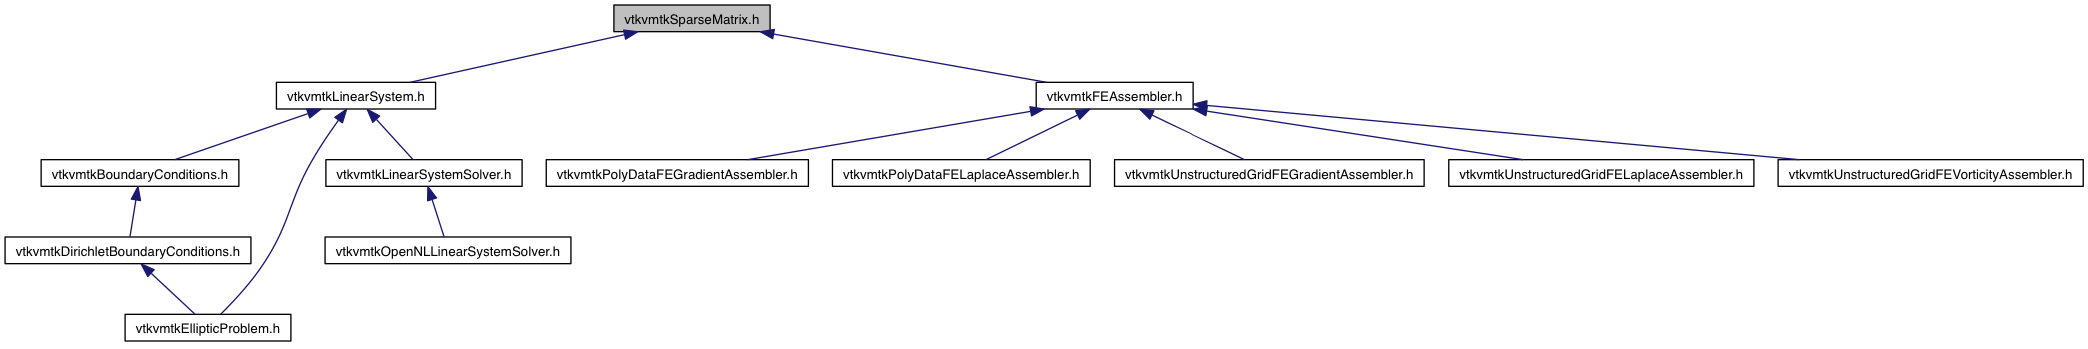 vtkvmtkSparseMatrix.h
vtkvmtkLinearSystem.h
vtkvmtkFEAssembler.h
vtkvmtkBoundaryConditions.h
vtkvmtkLinearSystemSolver.h
vtkvmtkPolyDataFEGradientAssembler.h
vtkvmtkPolyDataFELaplaceAssembler.h
vtkvmtkUnstructuredGridFEGradientAssembler.h
vtkvmtkUnstructuredGridFELaplaceAssembler.h
vtkvmtkUnstructuredGridFEVorticityAssembler.h
vtkvmtkDirichletBoundaryConditions.h
vtkvmtkOpenNLLinearSystemSolver.h
vtkvmtkEllipticProblem.h